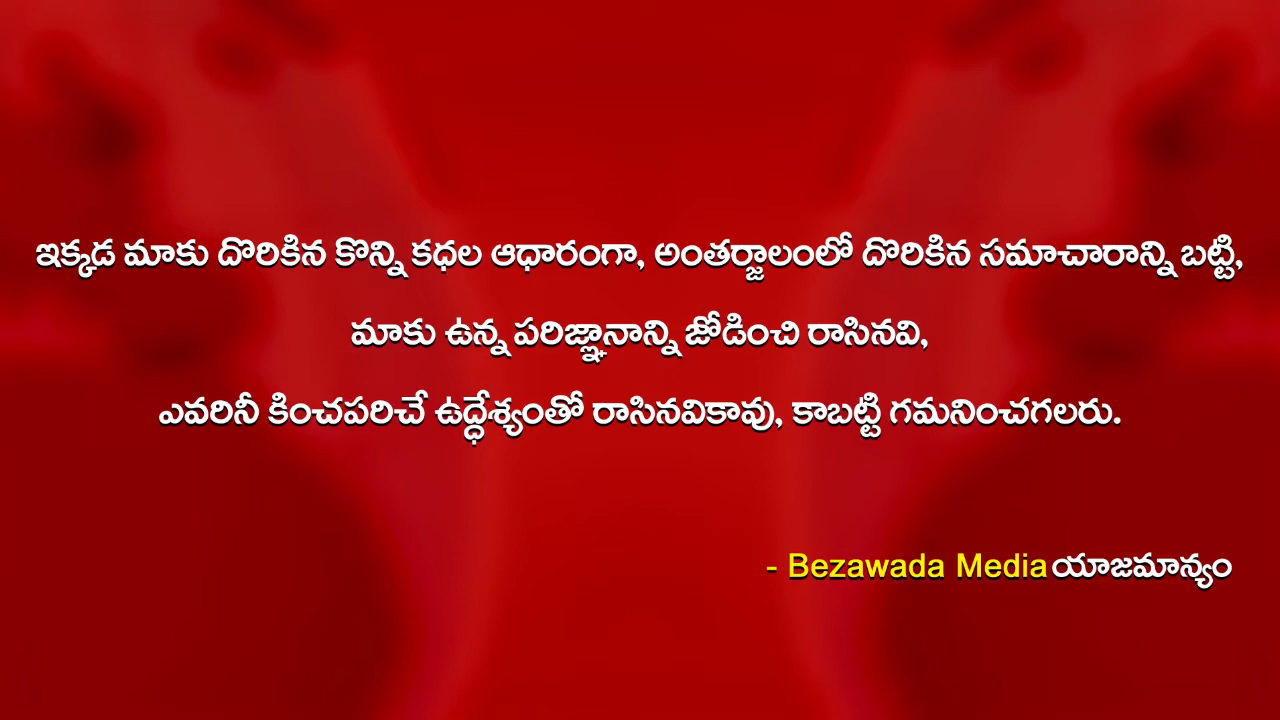 ఇక్కడ మాకు దొరికిన కొన్ని కధల ఆధారంగా, అంతర్జాలంలో దొరికిన సమాచారాన్ని బట్టి,
మాకు ఉన్న పరిజ్ఞానాన్ని జోడించి రాసినవి,
ఎవరినీ కించపరిచే ఉద్ధేశ్యంతో రాసినవికావు, కాబట్టి గమనించగలరు.
- Bezawada Media యాజమాన్యం